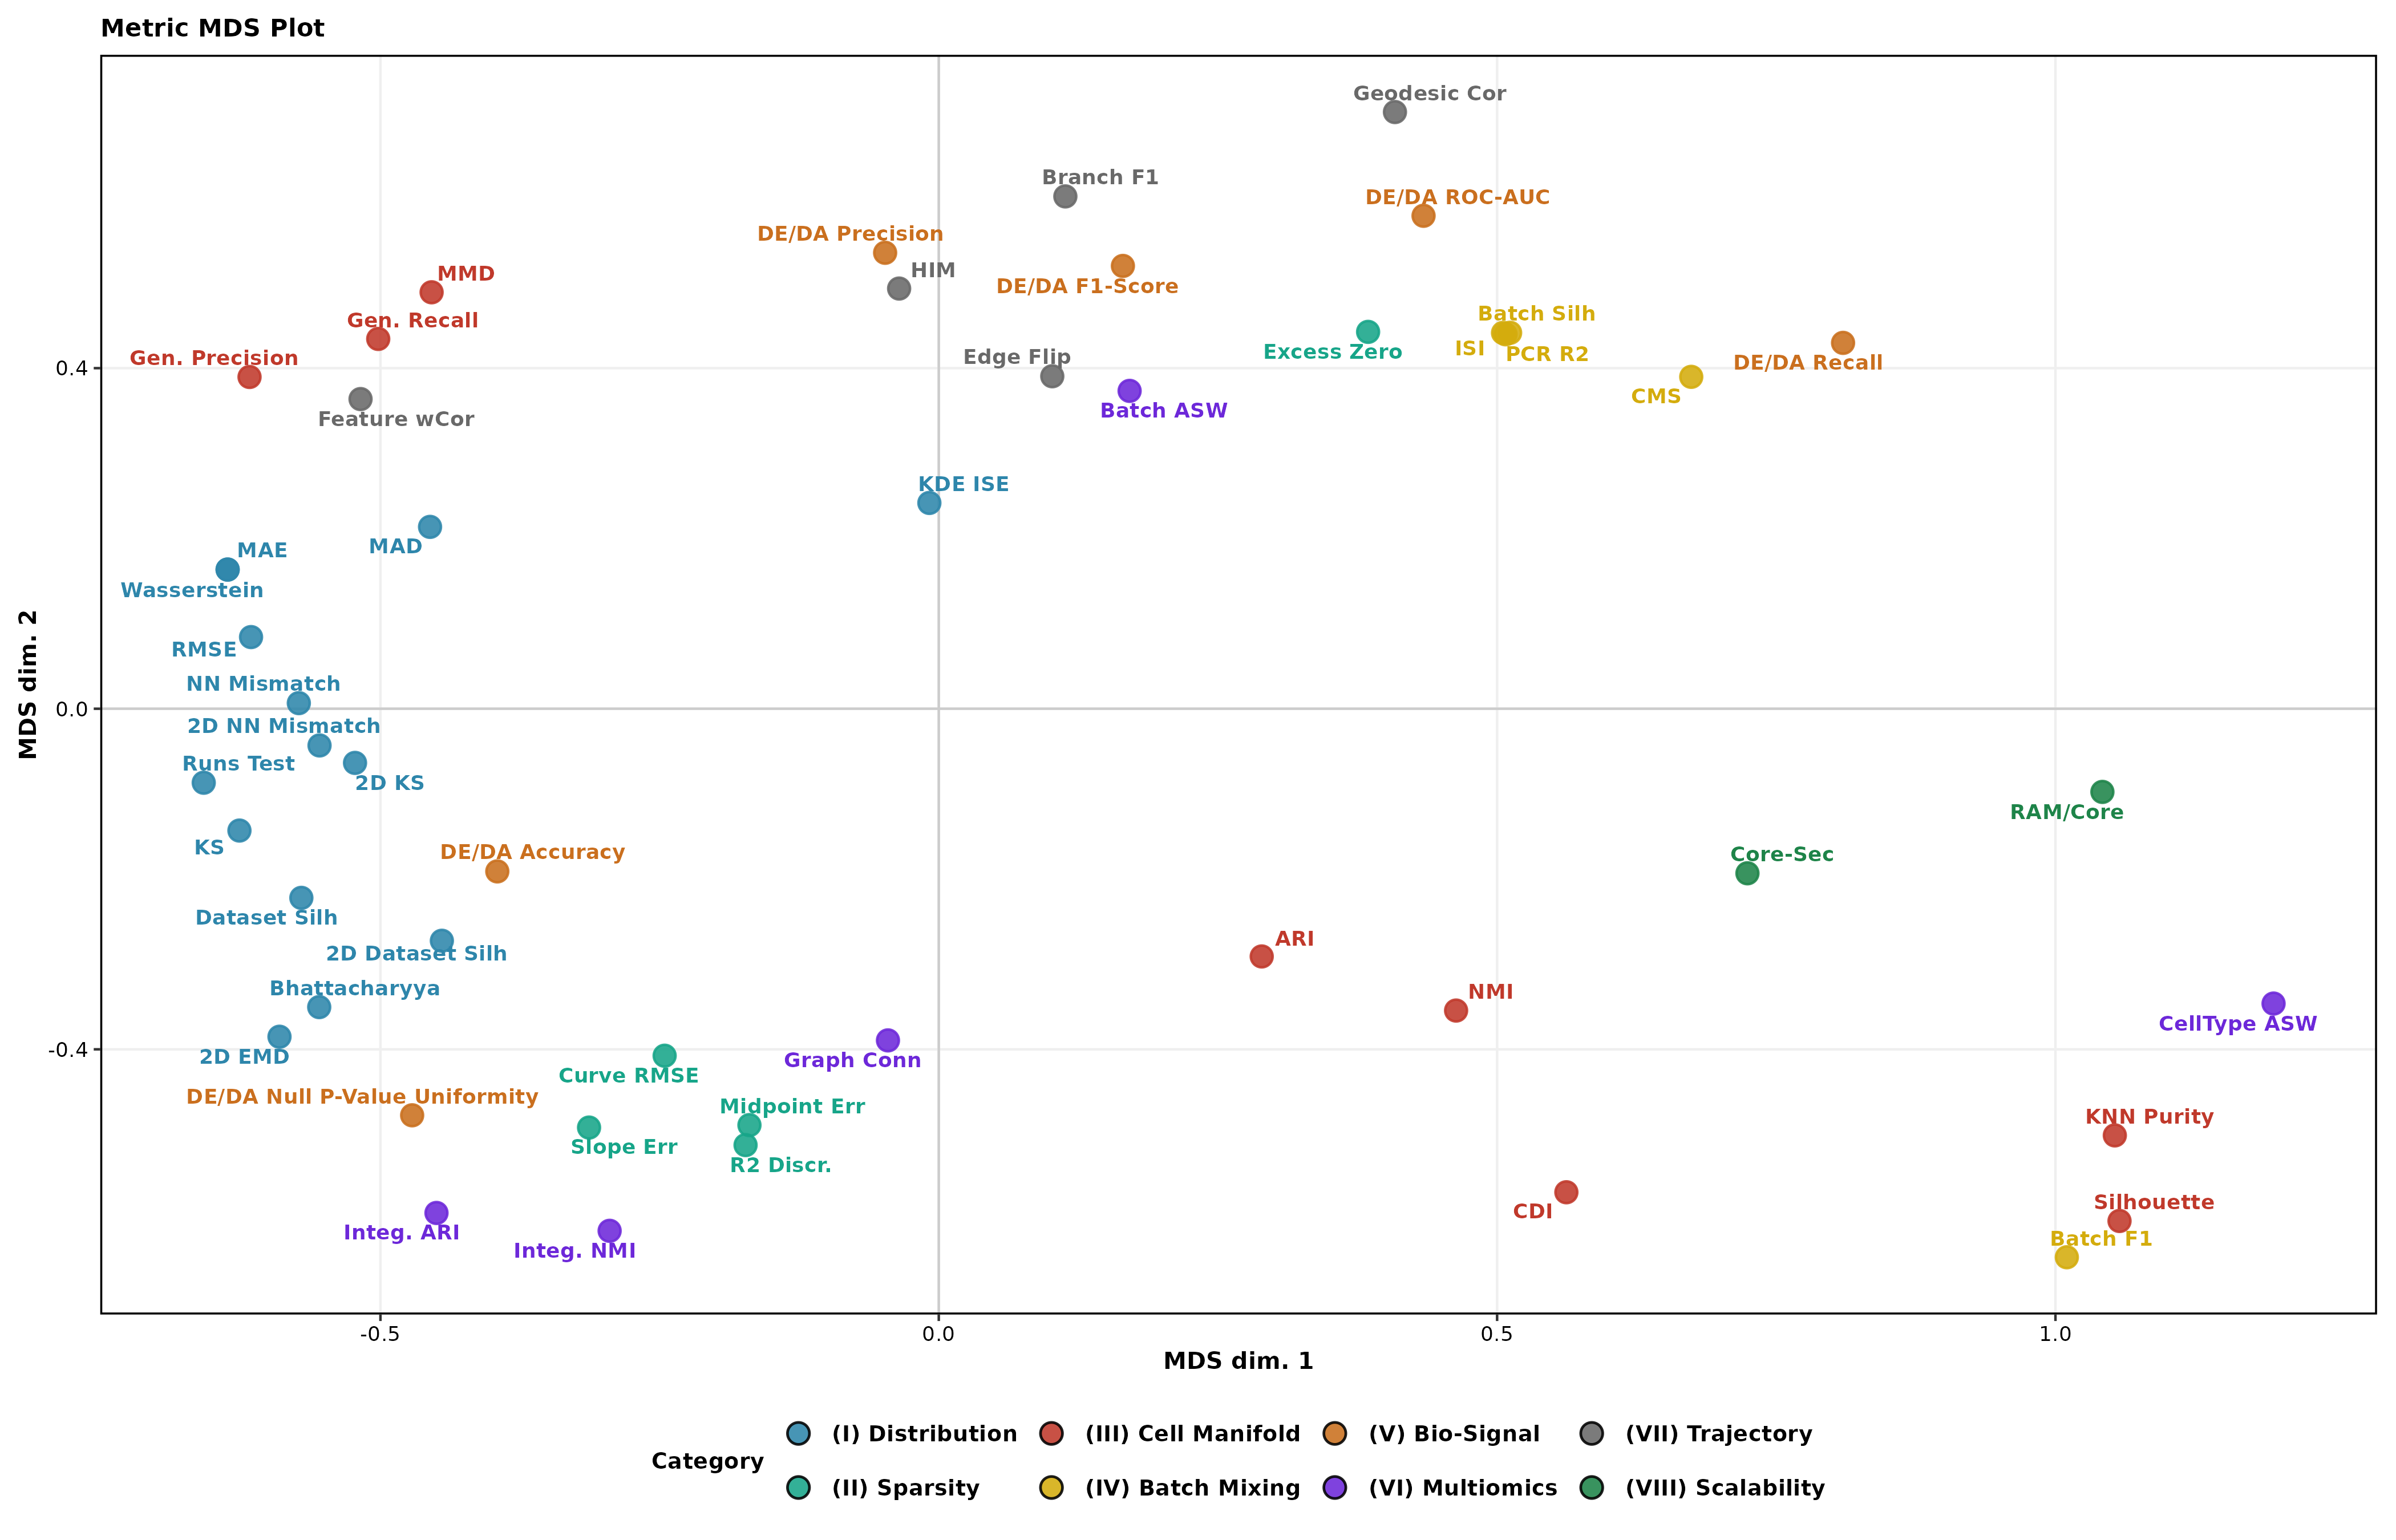 Metric MDS Plot
Geodesic Cor
Branch F1
DE/DA ROC-AUC
DE/DA Precision
HIM
MMD
DE/DA F1-Score
Batch Silh
Gen. Recall
ISI
PCR R2
Excess Zero
Gen. Precision
Edge Flip
DE/DA Recall
0.4
CMS
Batch ASW
Feature wCor
KDE ISE
MAD
MAE
Wasserstein
RMSE
NN Mismatch
0.0
2D NN Mismatch
Runs Test
2D KS
RAM/Core
KS
DE/DA Accuracy
Core-Sec
Dataset Silh
ARI
2D Dataset Silh
Bhattacharyya
NMI
CellType ASW
-0.4
2D EMD
Graph Conn
Curve RMSE
DE/DA Null P-Value Uniformity
Midpoint Err
KNN Purity
Slope Err
R2 Discr.
Silhouette
CDI
Integ. ARI
Batch F1
Integ. NMI
MDS dim. 2
-0.5
0.0
0.5
1.0
MDS dim. 1
Category
(I) Distribution
(III) Cell Manifold
(V) Bio-Signal
(VII) Trajectory
(II) Sparsity
(IV) Batch Mixing
(VI) Multiomics
(VIII) Scalability